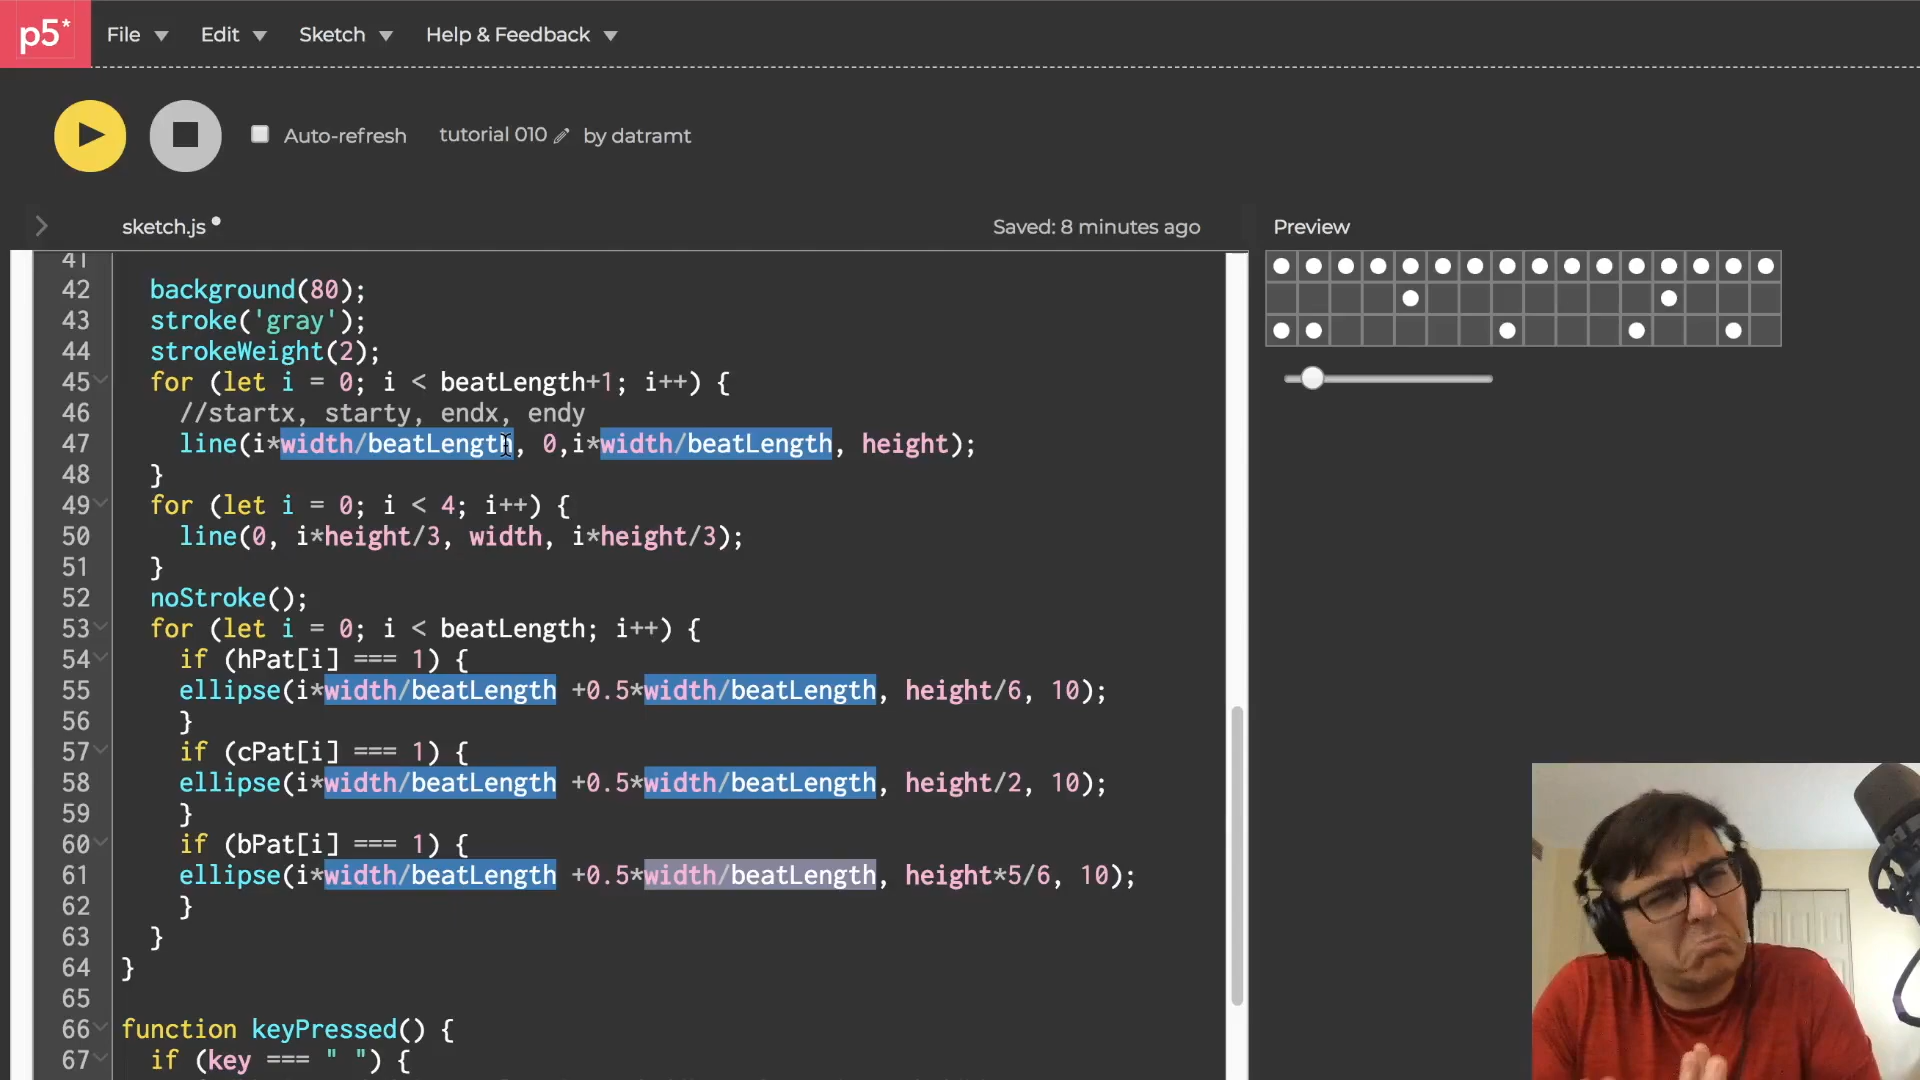 p5* File Edit Sketch Help & Feedback
Auto-refresh tutorial 010 by datramt
sketch.js Saved: 8 minutes ago Preview
41
42 background(80);
43 stroke('gray');
44 strokeWeight(2);
45 for (let i = 0; i < beatLength+1; i++) {
46 //startx, starty, endx, endy
47 line(i*width/beatLength, 0,i*width/beatLength, height);
48 }
49 for (let i = 0; i < 4; i++) {
50 line(0, i*height/3, width, i*height/3);
51 }
52 noStroke();
53 for (let i = 0; i < beatLength; i++) {
54 if (hPat[i] === 1) {
55 ellipse(i*width/beatLength +0.5*width/beatLength, height/6, 10);
56 }
57 if (cPat[i] === 1) {
58 ellipse(i*width/beatLength +0.5*width/beatLength, height/2, 10);
59 }
60 if (bPat[i] === 1) {
61 ellipse(i*width/beatLength +0.5*width/beatLength, height*5/6, 10);
62 }
63 }
64 }
65
66 function keyPressed() {
67 if (key === " ") {